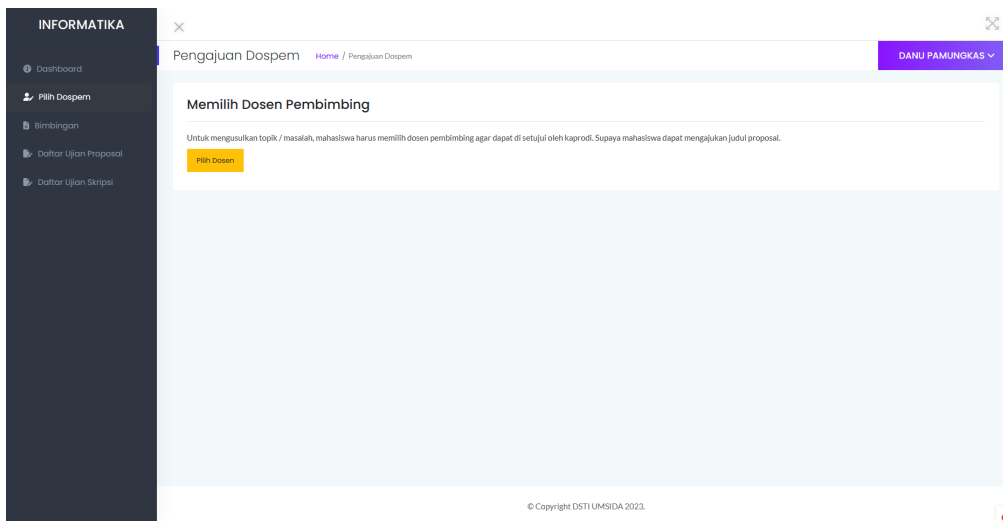 INFORMATIKA
Dashboard
Pilih Dospem
Bimbingan
Daftar Ujian Proposal
Daftar Ujian Skripsi
Pengajuan Dospem Home / Pengajuan Dospem
DANU PAMUNGKAS
Memilih Dosen Pembimbing
Untuk mengusulkan topik / masalah, mahasiswa harus memilih dosen pembimbing agar dapat di setujui oleh kaprodi. Supaya mahasiswa dapat mengajukan judul proposal.
Pilih Dosen
© Copyright DSTI UMSIDA 2023.